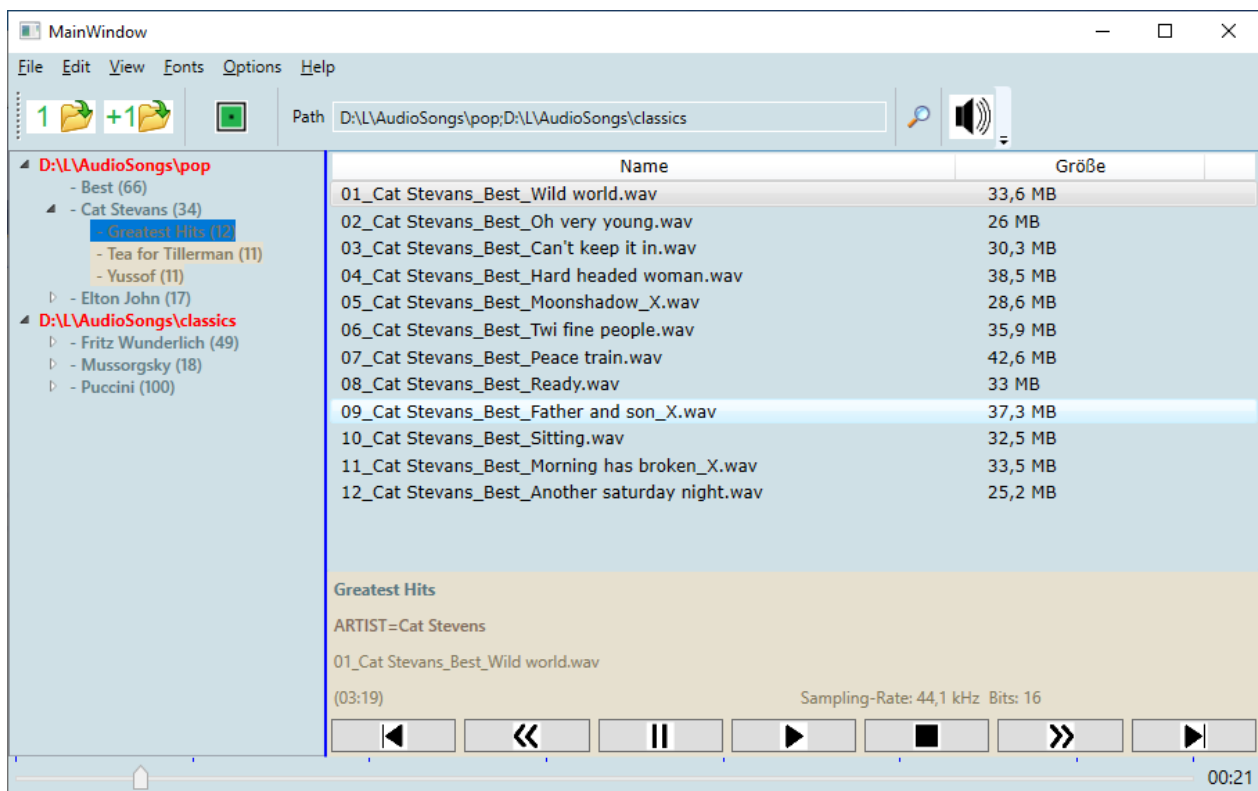 MainWindow
File Edit View Fonts Options Help
1 +1 Path D:\L\AudioSongs\pop;D:\L\AudioSongs\classics
D:\L\AudioSongs\pop
- Best (66)
- Cat Stevans (34)
- Greatest Hits (12)
- Tea for Tillerman (11)
- Yussof (11)
- Elton John (17)
D:\L\AudioSongs\classics
- Fritz Wunderlich (49)
- Mussorgsky (18)
- Puccini (100)
Name Größe
01_Cat Stevans_Best_Wild world.wav 33,6 MB
02_Cat Stevans_Best_Oh very young.wav 26 MB
03_Cat Stevans_Best_Can't keep it in.wav 30,3 MB
04_Cat Stevans_Best_Hard headed woman.wav 38,5 MB
05_Cat Stevans_Best_Moonshadow_X.wav 28,6 MB
06_Cat Stevans_Best_Twi fine people.wav 35,9 MB
07_Cat Stevans_Best_Peace train.wav 42,6 MB
08_Cat Stevans_Best_Ready.wav 33 MB
09_Cat Stevans_Best_Father and son_X.wav 37,3 MB
10_Cat Stevans_Best_Sitting.wav 32,5 MB
11_Cat Stevans_Best_Morning has broken_X.wav 33,5 MB
12_Cat Stevans_Best_Another saturday night.wav 25,2 MB
Greatest Hits
ARTIST=Cat Stevens
01_Cat Stevans_Best_Wild world.wav
(03:19) Sampling-Rate: 44,1 kHz Bits: 16
00:21